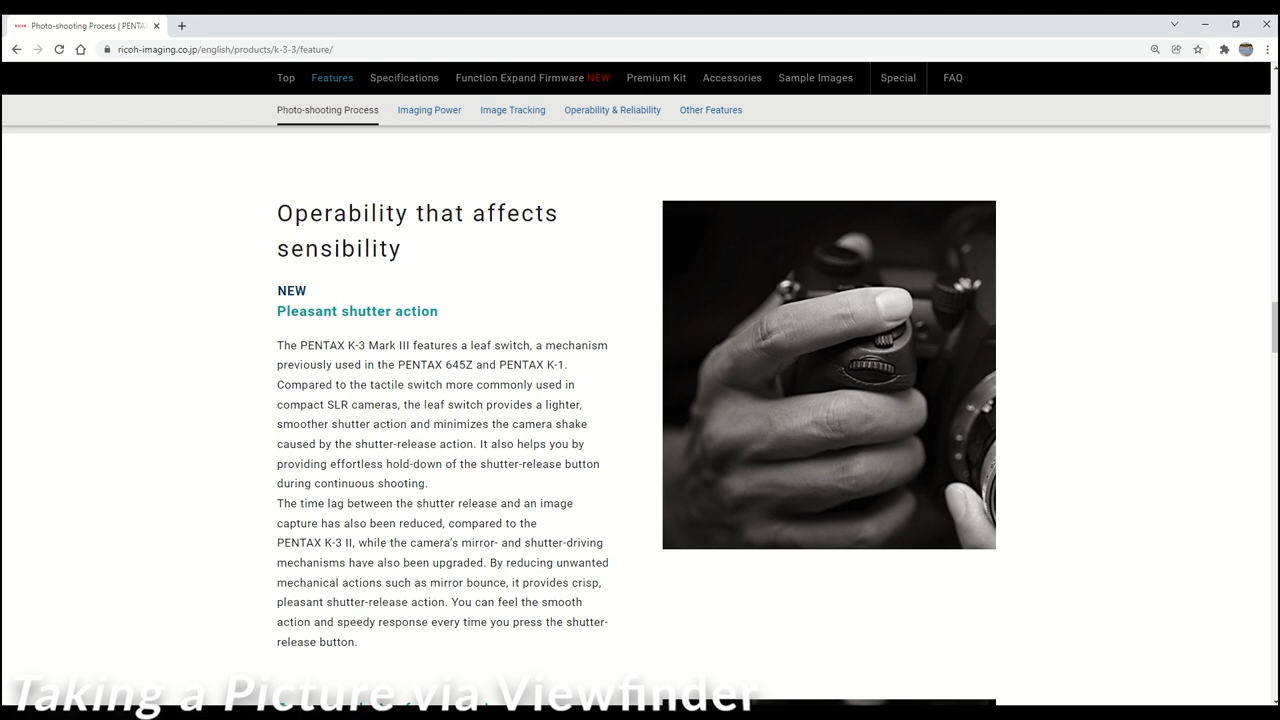 Photo-shooting Process | PENTA
ricoh-imaging.co.jp/english/products/k-3-3/feature/
Top Features Specifications Function Expand Firmware NEW Premium Kit Accessories Sample Images Special FAQ
Photo-shooting Process Imaging Power Image Tracking Operability & Reliability Other Features
Operability that affects
sensibility
NEW
Pleasant shutter action
The PENTAX K-3 Mark III features a leaf switch, a mechanism
previously used in the PENTAX 645Z and PENTAX K-1.
Compared to the tactile switch more commonly used in
compact SLR cameras, the leaf switch provides a lighter,
smoother shutter action and minimizes the camera shake
caused by the shutter-release action. It also helps you by
providing effortless hold-down of the shutter-release button
during continuous shooting.
The time lag between the shutter release and an image
capture has also been reduced, compared to the
PENTAX K-3 II, while the camera's mirror- and shutter-driving
mechanisms have also been upgraded. By reducing unwanted
mechanical actions such as mirror bounce, it provides crisp,
pleasant shutter-release action. You can feel the smooth
action and speedy response every time you press the shutter-
release button.
Taking a Picture via Viewfinder